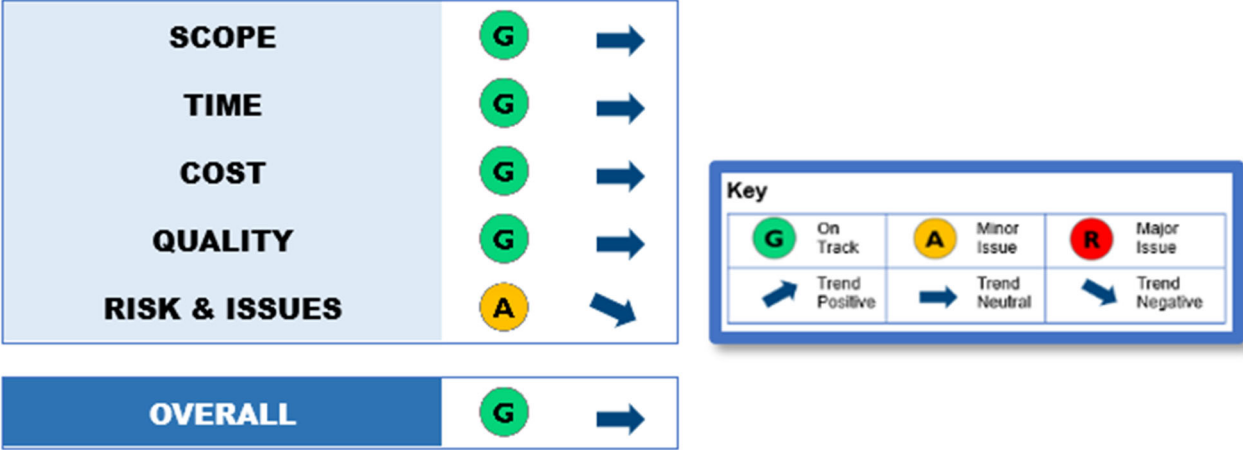 SCOPE G
TIME G
COST G
QUALITY G
RISK & ISSUES A
OVERALL G
Key
G On Track A Minor Issue R Major Issue
Trend Positive Trend Neutral Trend Negative